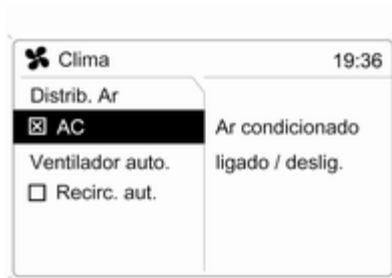 Clima 19:36
Distrib. Ar
AC
Ventilador auto.
Recirc. aut.
Ar condicionado
ligado / deslig.